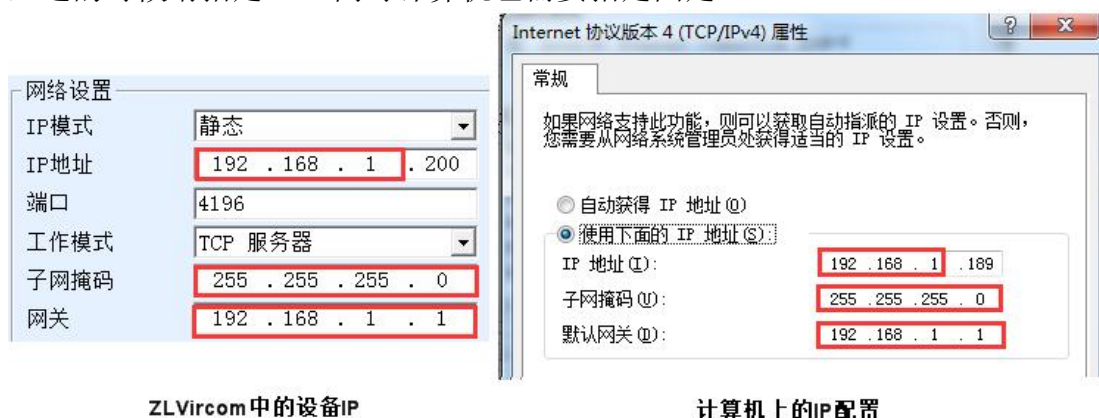 Internet 协议版本 4 (TCP/IPv4) 属性
网络设置
IP模式 静态
IP地址 192 . 168 . 1 . 200
端口 4196
工作模式 TCP 服务器
子网掩码 255 . 255 . 255 . 0
网关 192 . 168 . 1 . 1
ZLVircom中的设备IP
常规
如果网络支持此功能，则可以获取自动指派的 IP 设置。否则，
您需要从网络系统管理员处获得适当的 IP 设置。
自动获得 IP 地址(O)
使用下面的 IP 地址(S):
IP 地址(I): 192 .168 . 1 .189
子网掩码(U): 255 .255 .255 . 0
默认网关(D): 192 .168 . 1 . 1
计算机上的IP配置